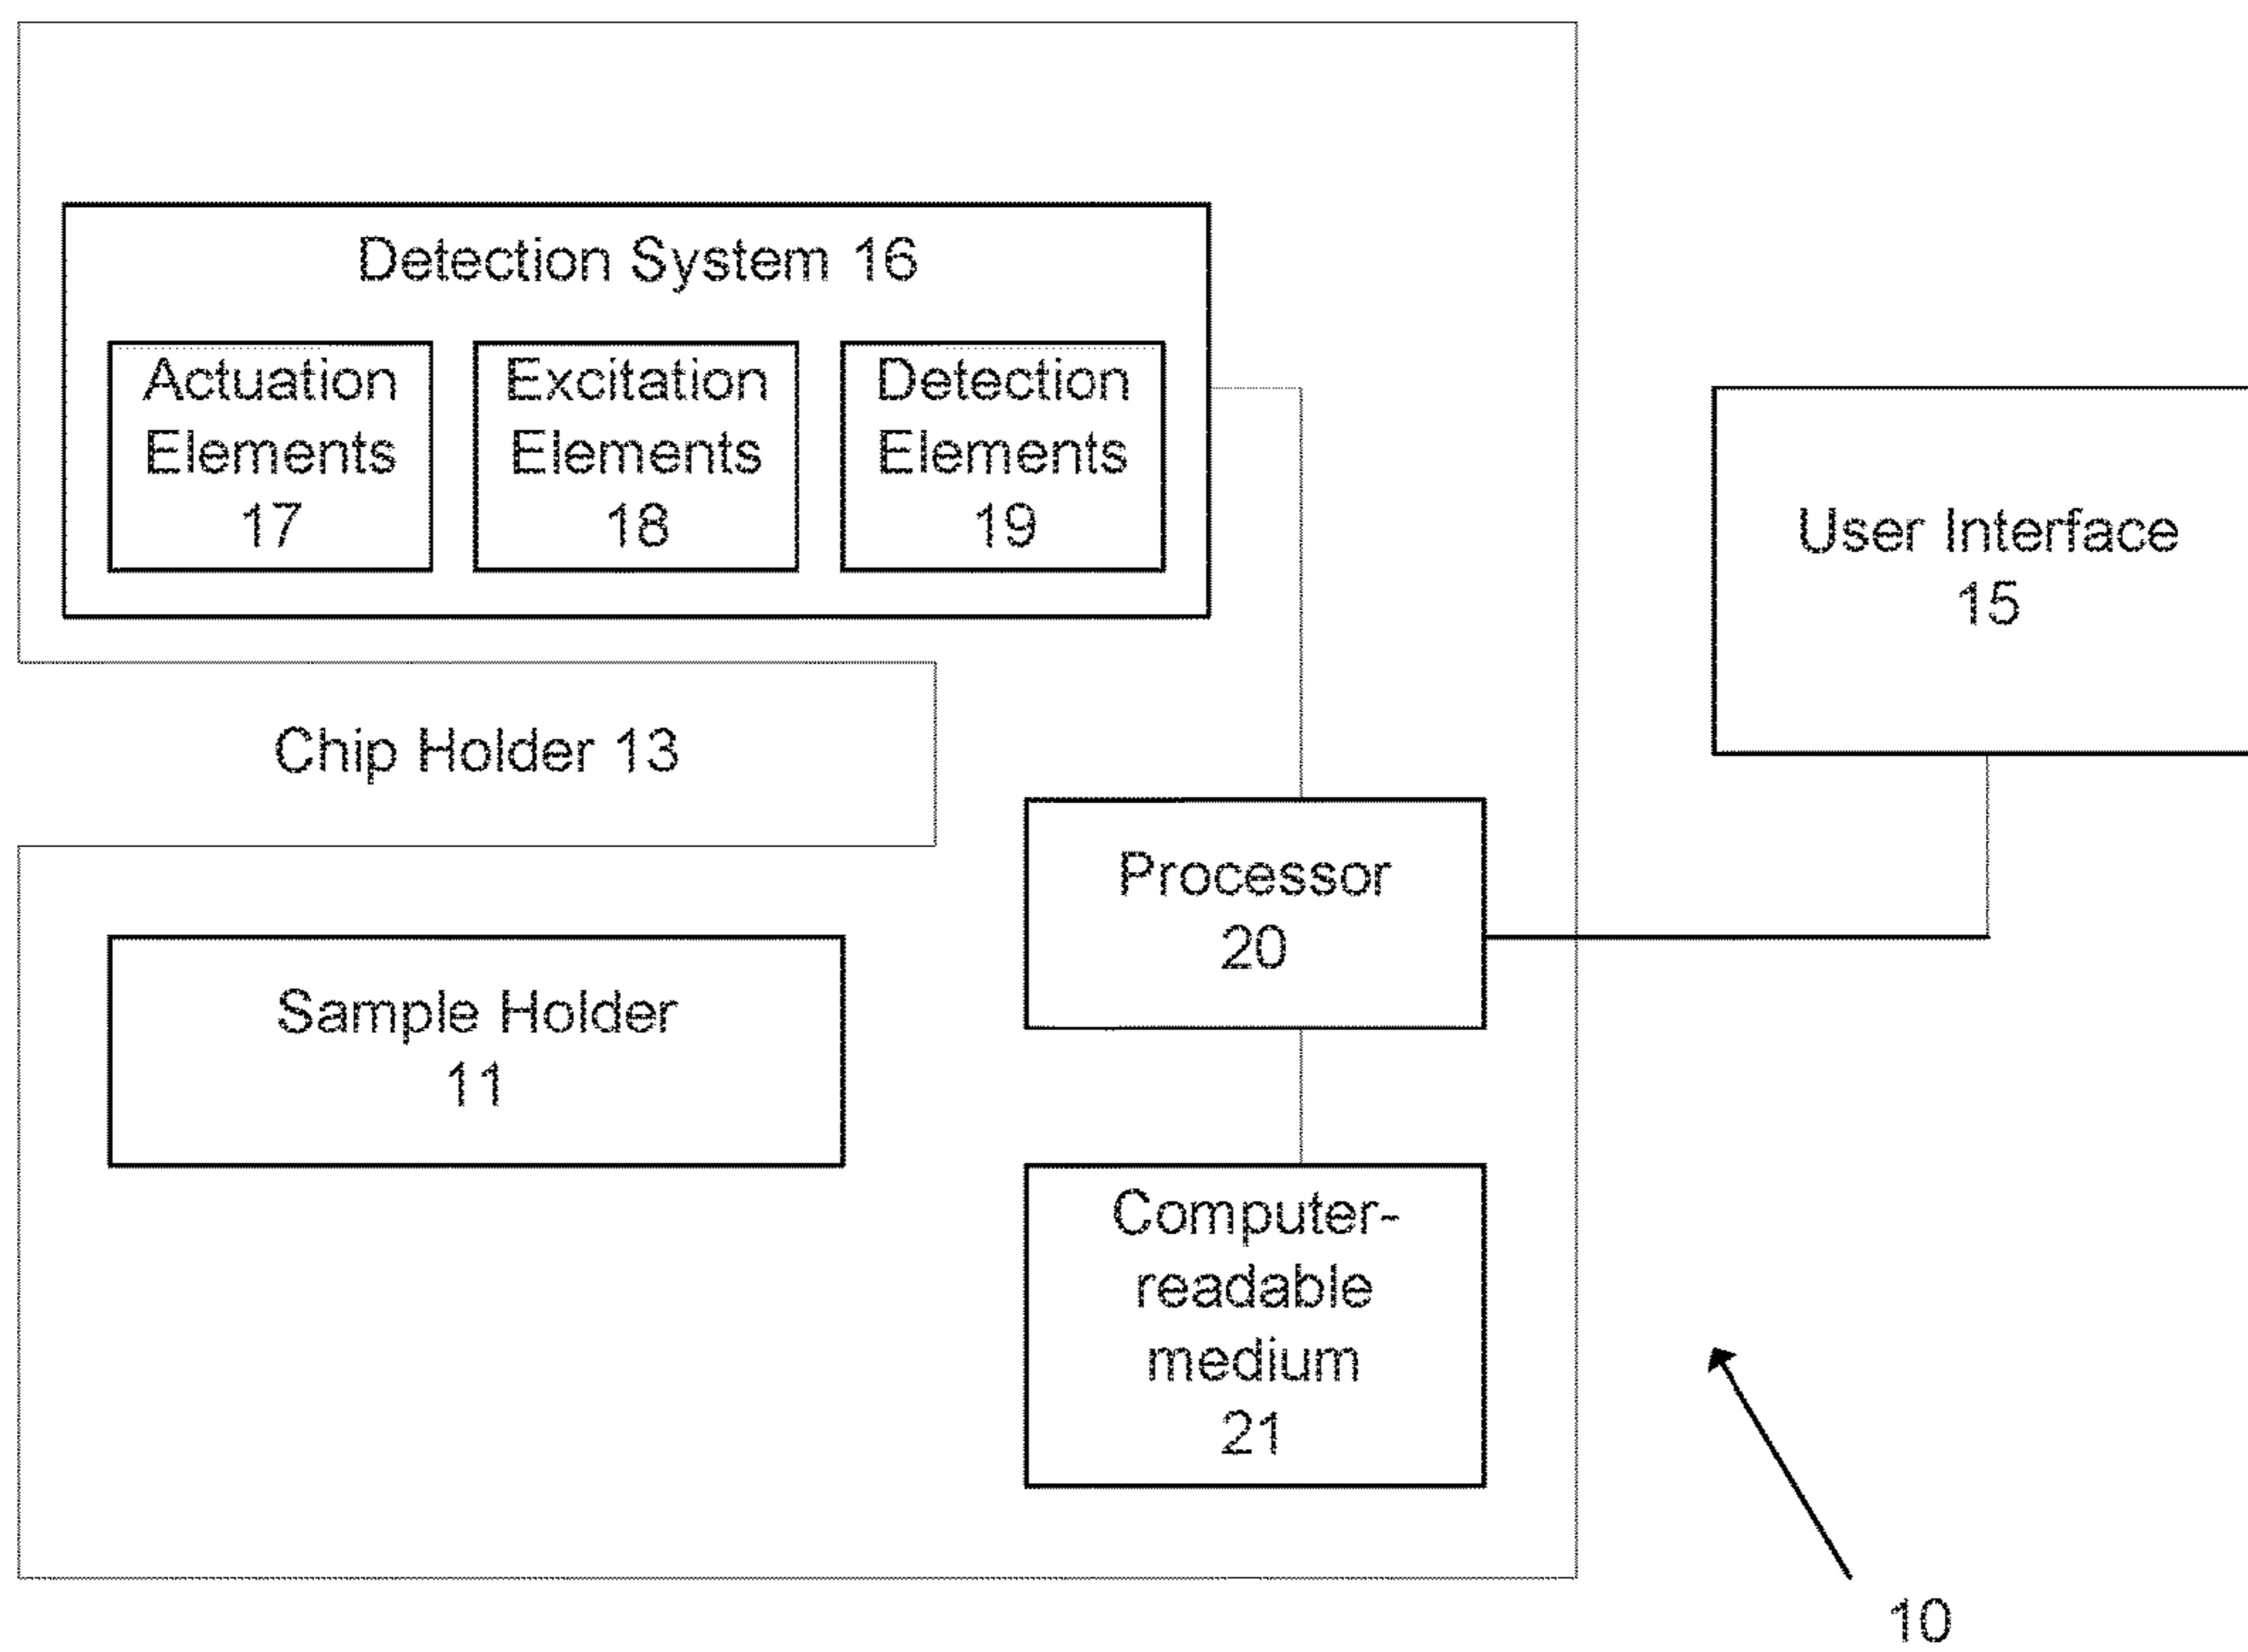 Detection System 16
Actuation
Elements
17
Excitation
Elements
18
Detection
Elements
19
User Interface
15
Chip Holder 13
Processor
20
Sample Holder
11
Computer-
readable
medium
21
10